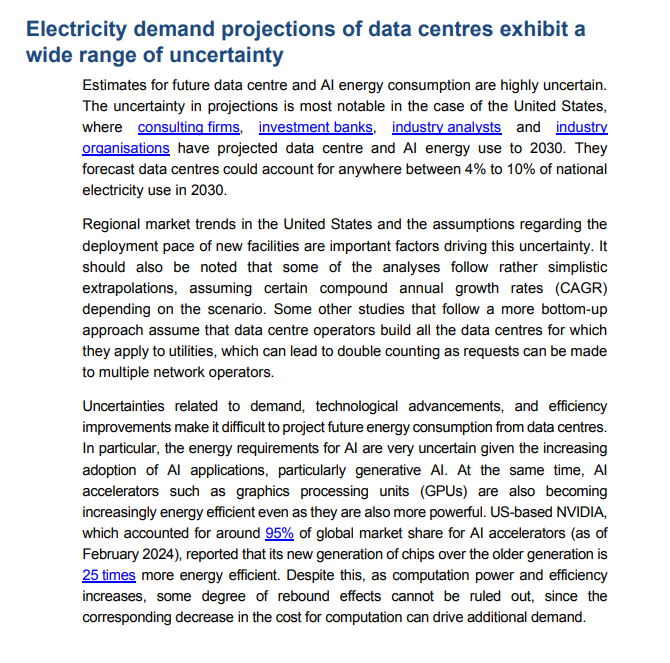 Electricity demand projections of data centres exhibit a
wide range of uncertainty
Estimates for future data centre and AI energy consumption are highly uncertain.
The uncertainty in projections is most notable in the case of the United States,
where consulting firms, investment banks, industry analysts and industry
organisations have projected data centre and AI energy use to 2030. They
forecast data centres could account for anywhere between 4% to 10% of national
electricity use in 2030.
Regional market trends in the United States and the assumptions regarding the
deployment pace of new facilities are important factors driving this uncertainty. It
should also be noted that some of the analyses follow rather simplistic
extrapolations, assuming certain compound annual growth rates (CAGR)
depending on the scenario. Some other studies that follow a more bottom-up
approach assume that data centre operators build all the data centres for which
they apply to utilities, which can lead to double counting as requests can be made
to multiple network operators.
Uncertainties related to demand, technological advancements, and efficiency
improvements make it difficult to project future energy consumption from data centres.
In particular, the energy requirements for AI are very uncertain given the increasing
adoption of AI applications, particularly generative AI. At the same time, AI
accelerators such as graphics processing units (GPUs) are also becoming
increasingly energy efficient even as they are also more powerful. US-based NVIDIA,
which accounted for around 95% of global market share for AI accelerators (as of
February 2024), reported that its new generation of chips over the older generation is
25 times more energy efficient. Despite this, as computation power and efficiency
increases, some degree of rebound effects cannot be ruled out, since the
corresponding decrease in the cost for computation can drive additional demand.